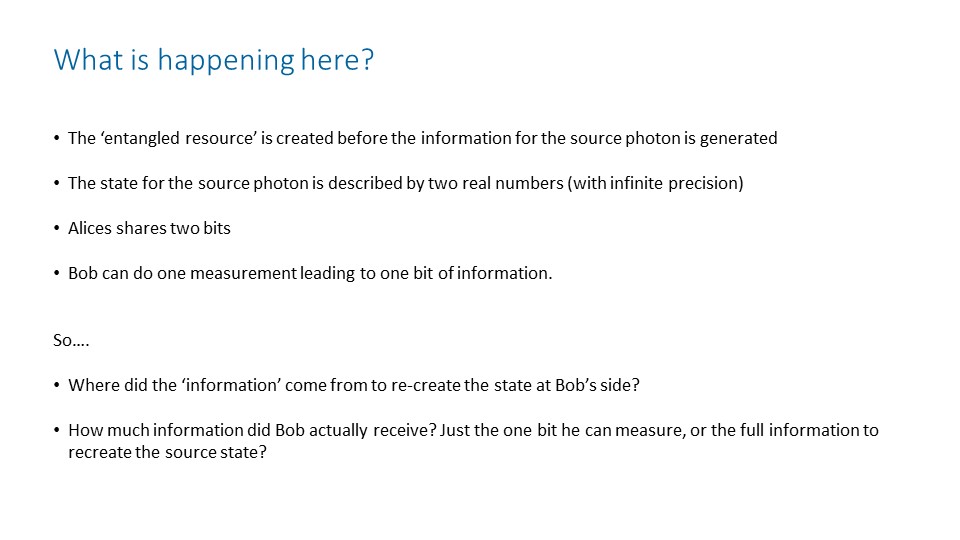 What is happening here?
• The ‘entangled resource’ is created before the information for the source photon is generated
• The state for the source photon is described by two real numbers (with infinite precision)
• Alices shares two bits
• Bob can do one measurement leading to one bit of information.
So….
• Where did the ‘information’ come from to re-create the state at Bob’s side?
• How much information did Bob actually receive? Just the one bit he can measure, or the full information to
recreate the source state?